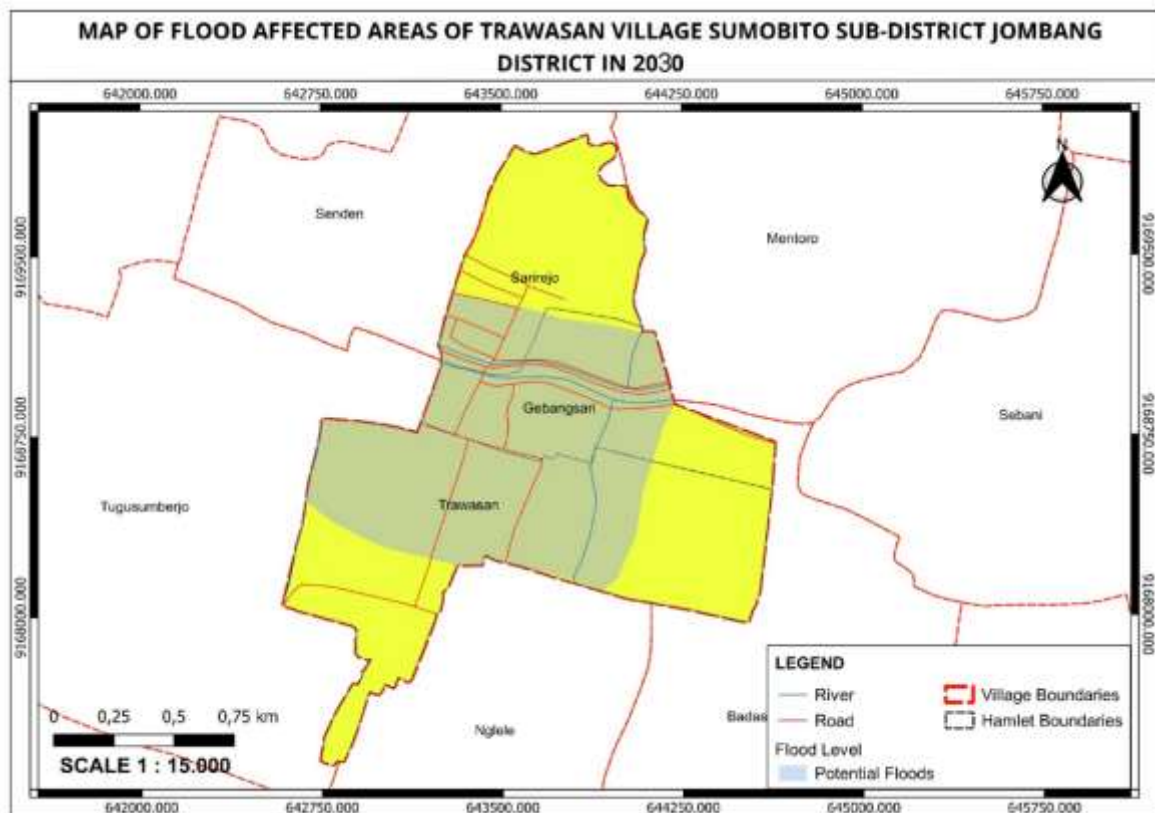 MAP OF FLOOD AFFECTED AREAS OF TRAWASAN VILLAGE SUMOBITO SUB-DISTRICT JOMBANG
DISTRICT IN 2030
642000.000 642750.000 643500.000 644250.000 645000.000 645750.000
N
Senden
Mentoro
9169500.000
9169500.000
Sarirejo
Gebangsari
Sebani
9168750.000
9168750.000
Tugusumberjo
Trawasan
9168000.000
9168000.000
LEGEND
River
Road
Flood Level
Potential Floods
Village Boundaries
Hamlet Boundaries
Nglele
Badas
0 0,25 0,5 0,75 km
SCALE 1 : 15.000
642000.000 642750.000 643500.000 644250.000 645000.000 645750.000